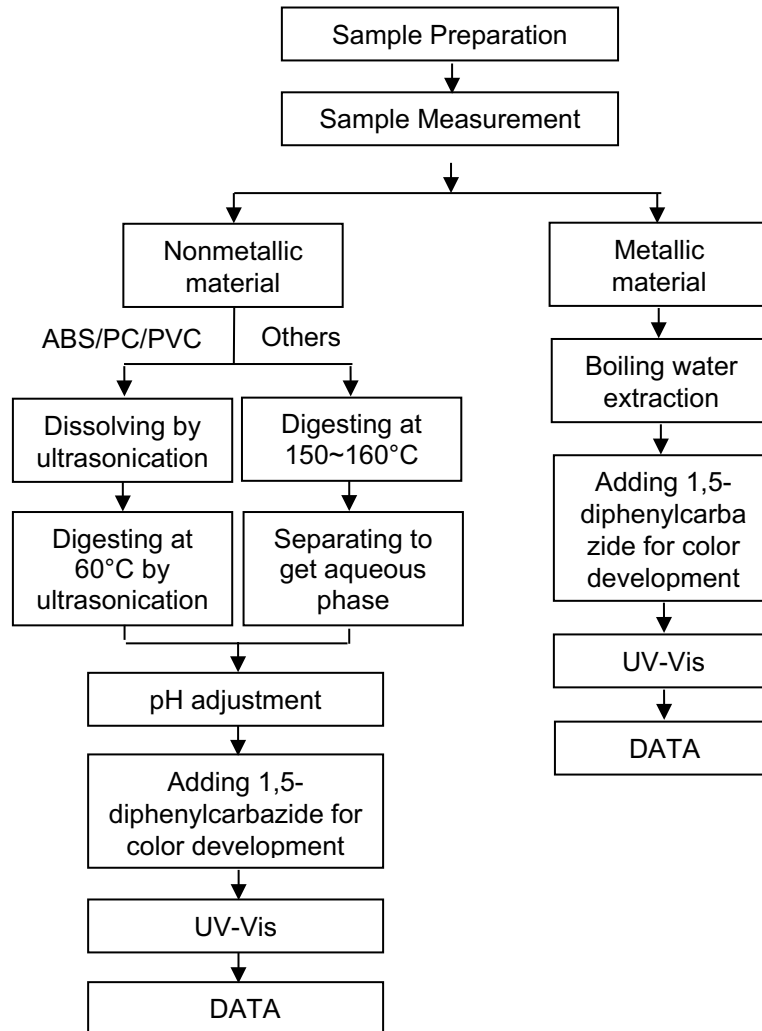 Sample Preparation
Sample Measurement
Nonmetallic
material
Metallic
material
ABS/PC/PVC
Others
Boiling water
extraction
Dissolving by
ultrasonication
Digesting at
150~160°C
Adding 1,5-
diphenylcarba
zide for color
development
Digesting at
60°C by
ultrasonication
Separating to
get aqueous
phase
UV-Vis
pH adjustment
DATA
Adding 1,5-
diphenylcarbazide for
color development
UV-Vis
DATA